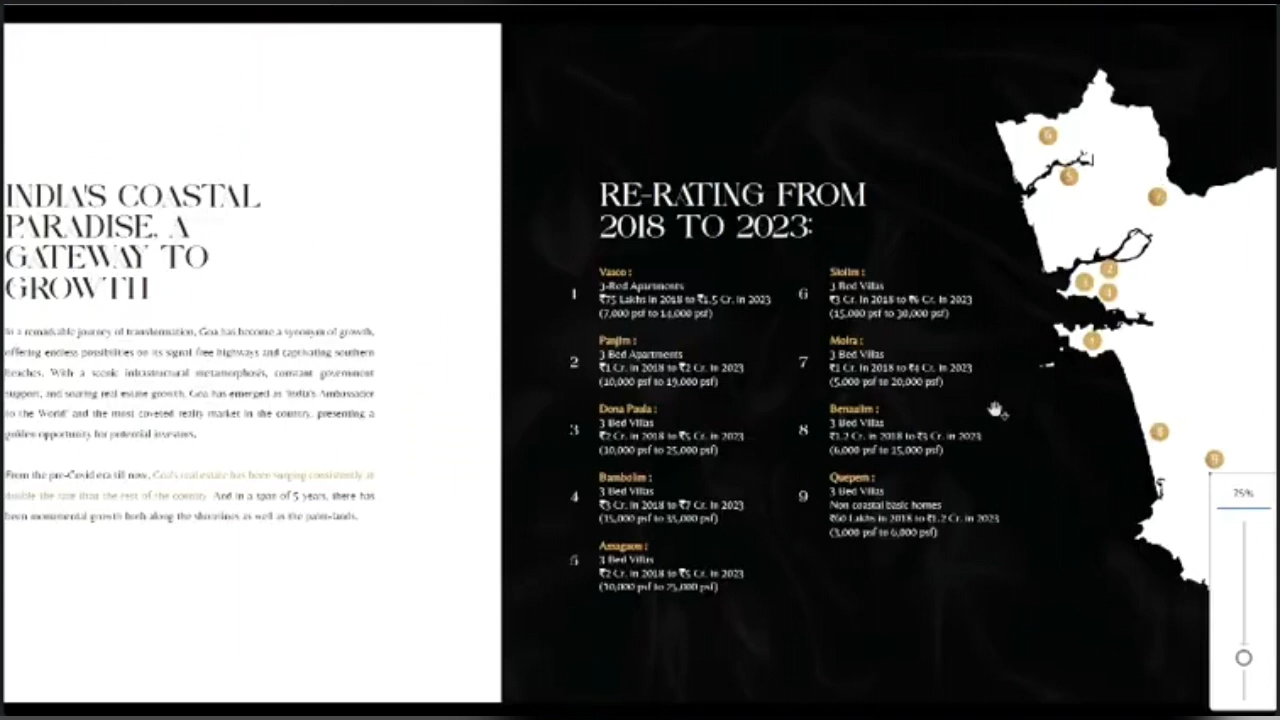 INDIA'S COASTAL
PARADISE. A
GATEWAY TO
GROWTH
In a remarkable journey of transformation, Goa has become a synonym of growth,
offering endless possibilities on its signal free highways and captivating southern
beaches. With a scenic infrastructural metamorphosis, constant government
support, and soaring real estate growth, Goa has emerged as 'India's Ambassador
to the World' and the most coveted realty market in the country, presenting a
golden opportunity for potential investors.
From the pre-Covid era till now, Goa's real estate has been surging consistently at
double the rate than the rest of the country. And in a span of 5 years, there has
been monumental growth both along the shorelines as well as the palm-lands.
RE-RATING FROM
2018 TO 2023:
1
Vasco :
3-Bed Apartments
₹75 Lakhs in 2018 to ₹1.5 Cr. in 2023
(7,000 psf to 14,000 psf)
2
Panjim :
3 Bed Apartments
₹1 Cr. in 2018 to ₹2 Cr. in 2023
(10,000 psf to 19,000 psf)
3
Dona Paula :
3 Bed Villas
₹2 Cr. in 2018 to ₹5 Cr. in 2023
(10,000 psf to 25,000 psf)
4
Bambolim :
3 Bed Villas
₹3 Cr. in 2018 to ₹7 Cr. in 2023
(15,000 psf to 35,000 psf)
5
Assagaon :
3 Bed Villas
₹2 Cr. in 2018 to ₹5 Cr. in 2023
(10,000 psf to 25,000 psf)
6
Siolim :
3 Bed Villas
₹3 Cr. in 2018 to ₹6 Cr. in 2023
(15,000 psf to 30,000 psf)
7
Moira :
3 Bed Villas
₹1 Cr. in 2018 to ₹4 Cr. in 2023
(5,000 psf to 20,000 psf)
8
Benaulim :
3 Bed Villas
₹1.2 Cr. in 2018 to ₹3 Cr. in 2023
(6,000 psf to 15,000 psf)
9
Quepem :
3 Bed Villas
Non coastal basic homes
₹60 Lakhs in 2018 to ₹1.2 Cr. in 2023
(3,000 psf to 6,000 psf)
6
5
7
2
3
4
8
9
75%